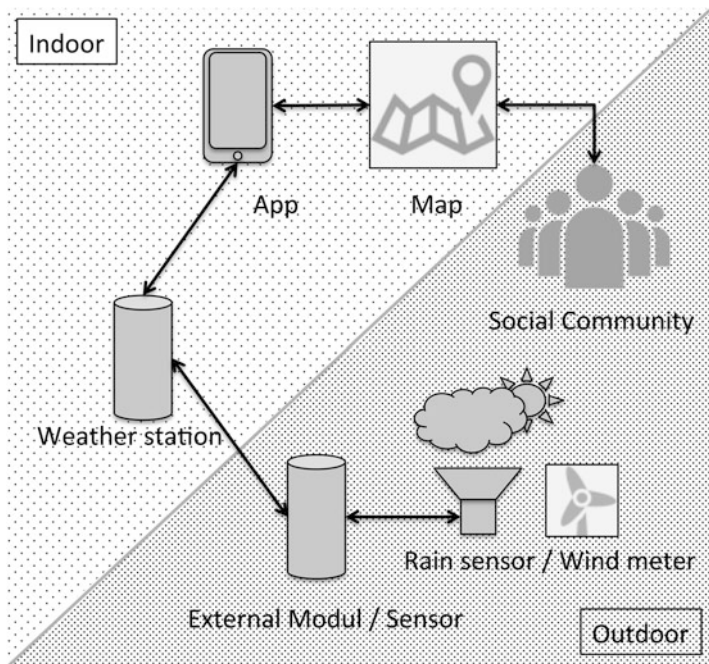 Indoor
App
Map
Social Community
Weather station
Rain sensor / Wind meter
External Modul / Sensor
Outdoor